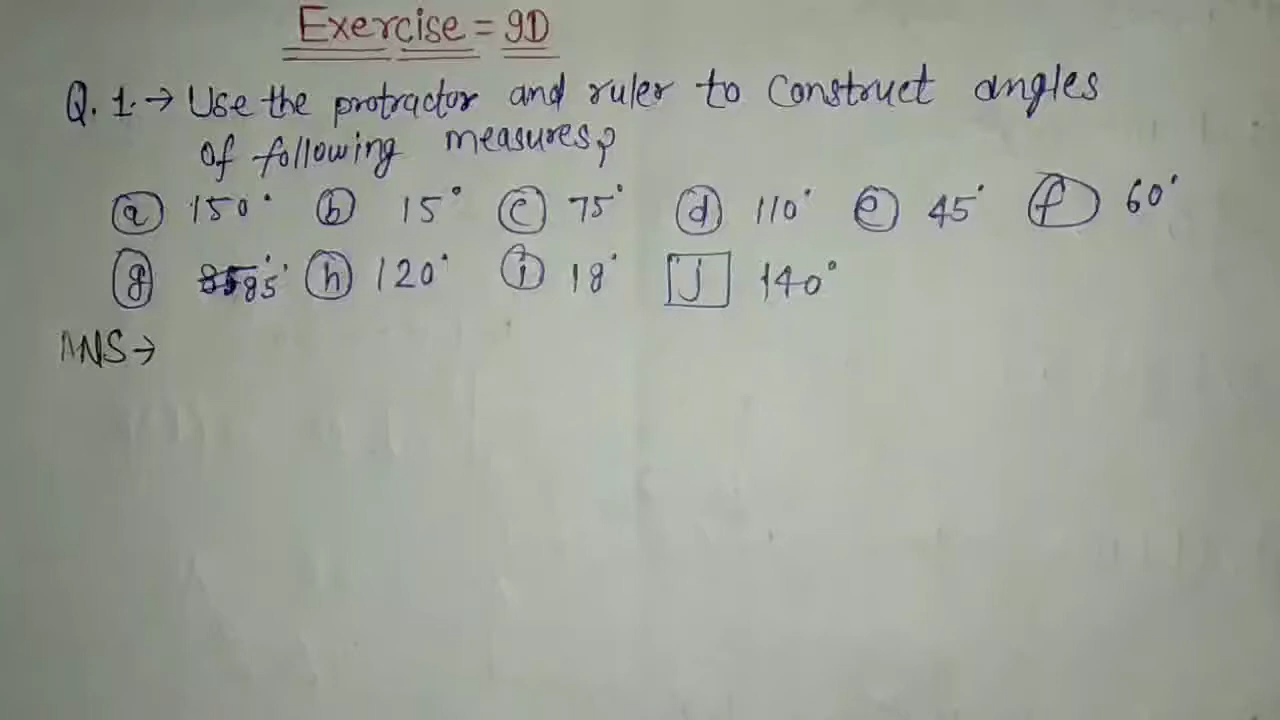 Exercise = 9D
Q. 1. → Use the protractor and ruler to construct angles
of following measures?
(a) 150° (b) 15° (c) 75° (d) 110° (e) 45° (f) 60°
(g) 85° (h) 120° (i) 18° J 140°
ANS →